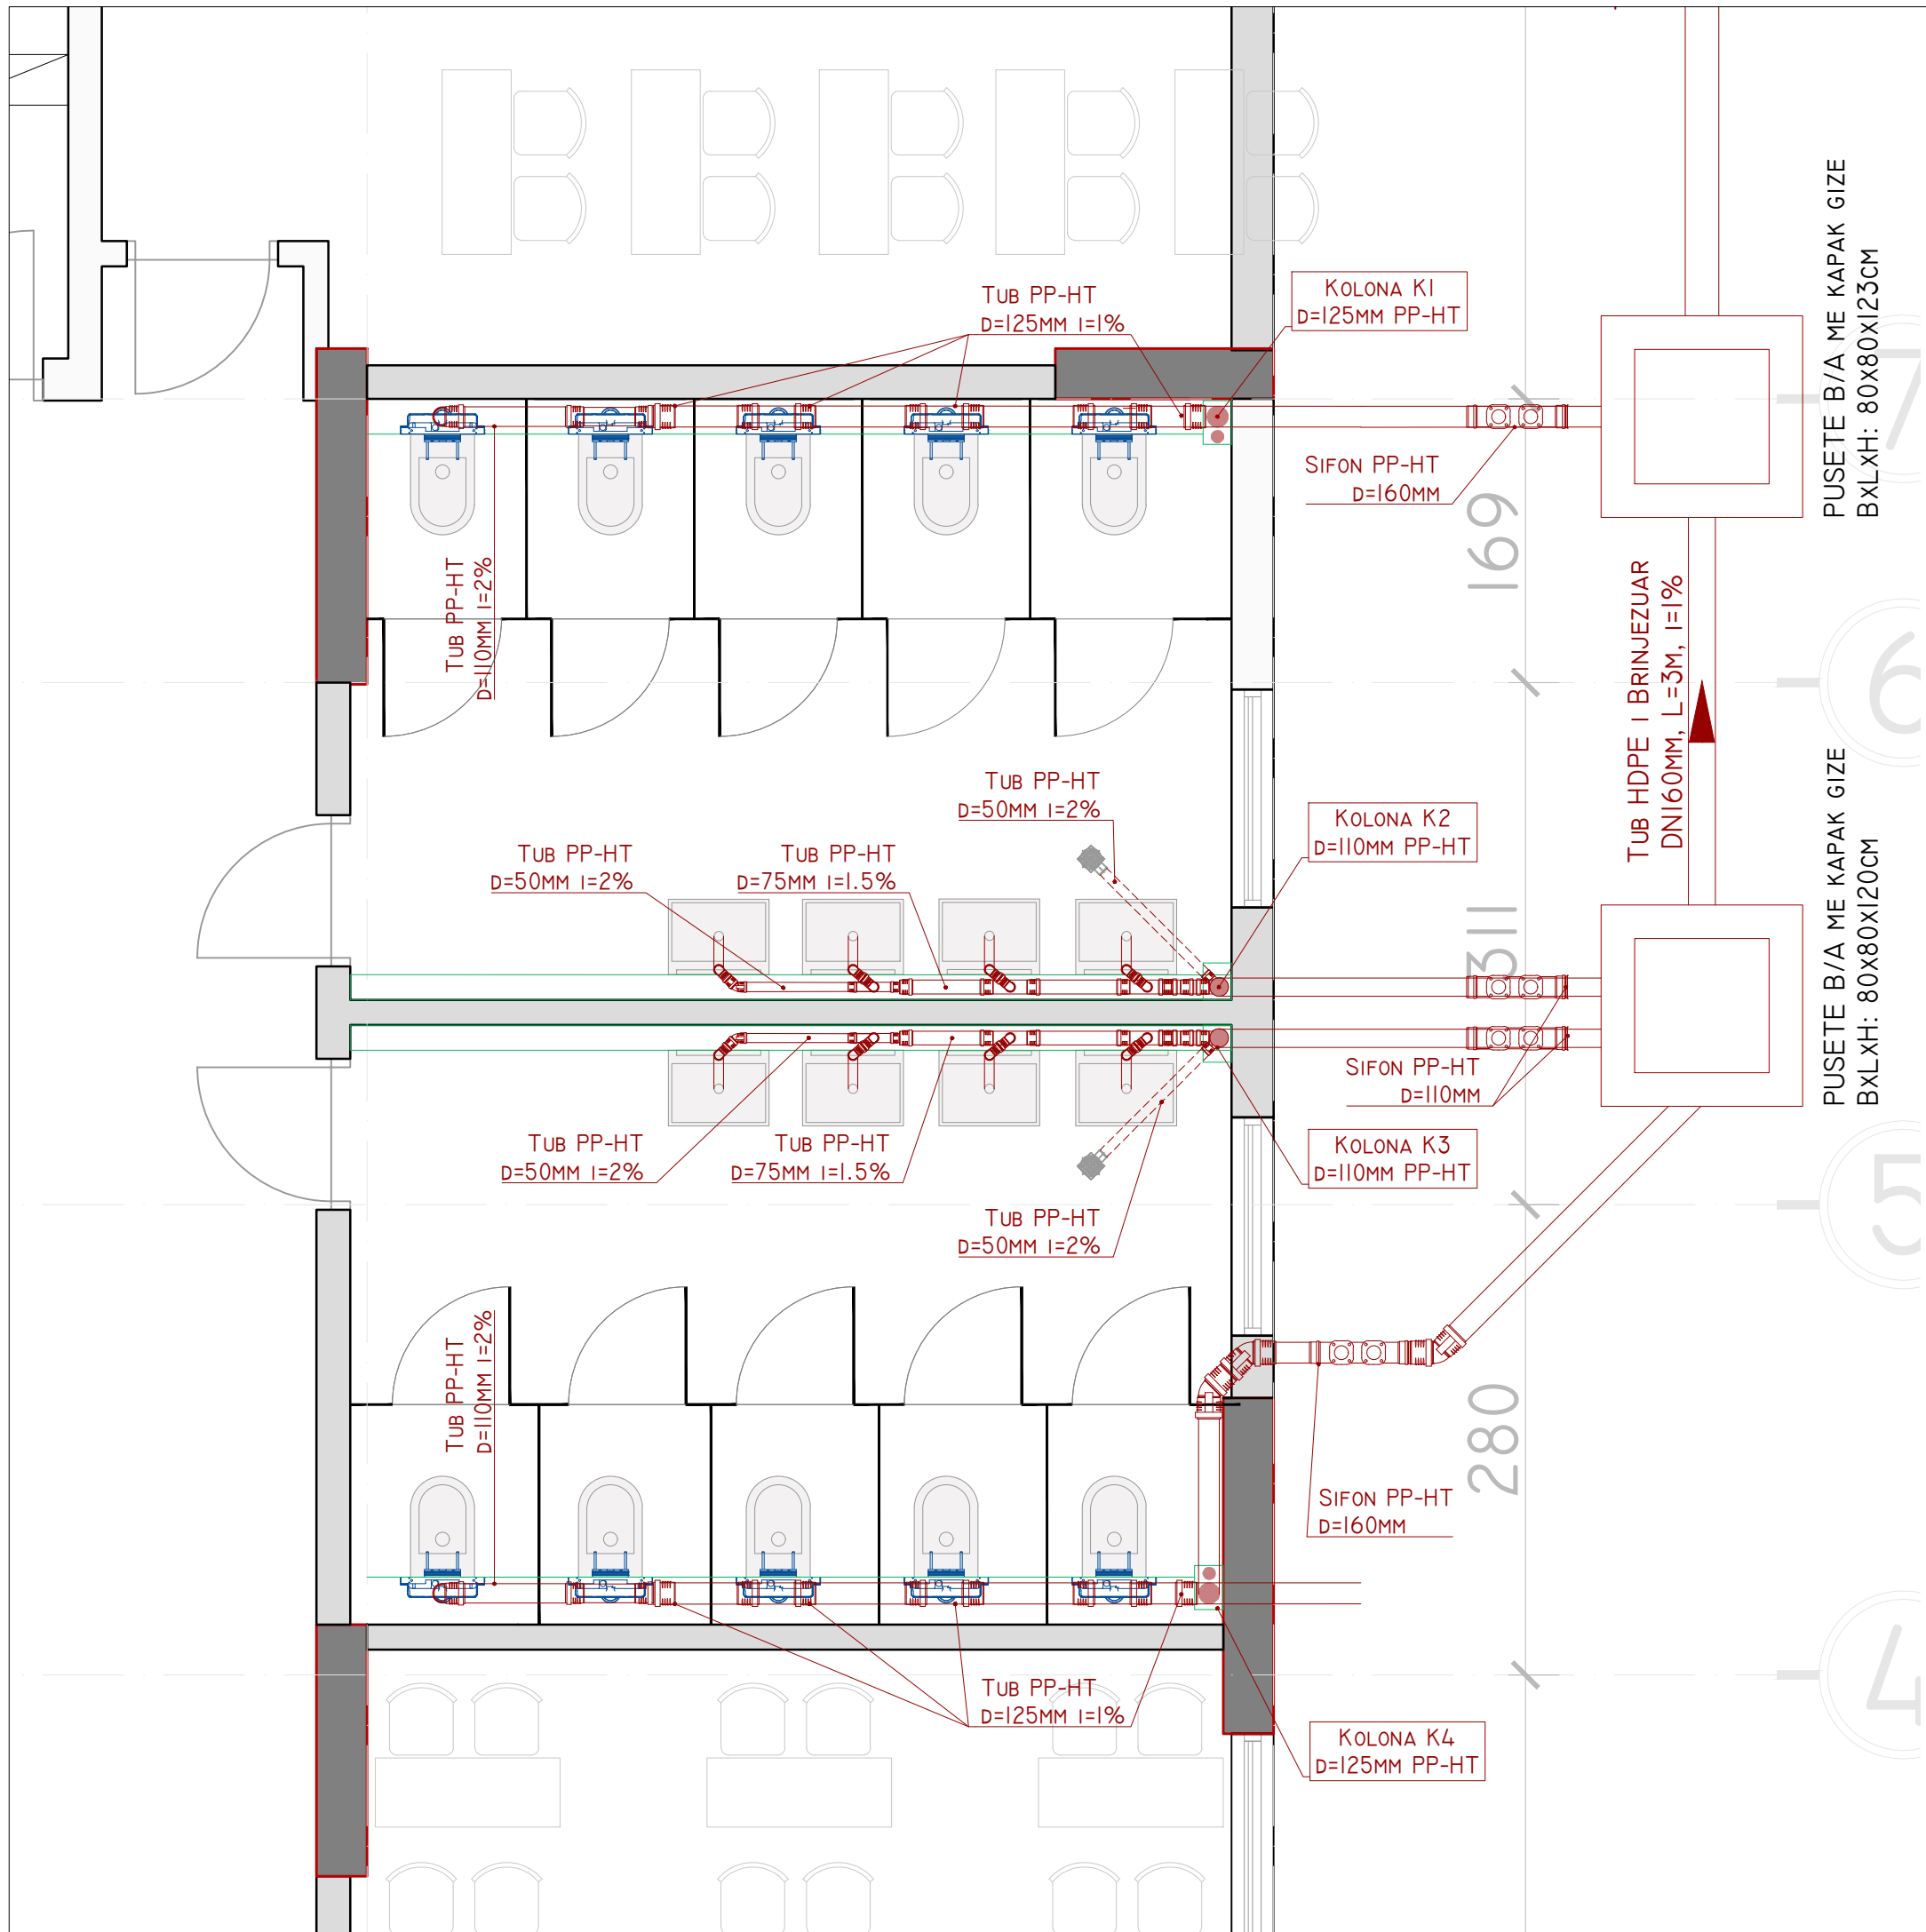 Tub PP-HT
D=125mm i=1%
Kolona K1
D=125mm PP-HT
PUSETE B/A ME KAPAK GIZE
BxLxH: 80x80x123cm
7
Sifon PP-HT
D=160mm
169
Tub PP-HT
D=110mm i=2%
Tub HDPE i Brinjezuar
DN160mm, L=3m, i=1%
6
Tub PP-HT
D=50mm i=2%
Kolona K2
D=110mm PP-HT
Tub PP-HT
D=50mm i=2%
Tub PP-HT
D=75mm i=1.5%
PUSETE B/A ME KAPAK GIZE
BxLxH: 80x80x120cm
311
Sifon PP-HT
D=110mm
Tub PP-HT
D=50mm i=2%
Tub PP-HT
D=75mm i=1.5%
Kolona K3
D=110mm PP-HT
5
Tub PP-HT
D=50mm i=2%
Tub PP-HT
D=110mm i=2%
280
Sifon PP-HT
D=160mm
4
Tub PP-HT
D=125mm i=1%
Kolona K4
D=125mm PP-HT